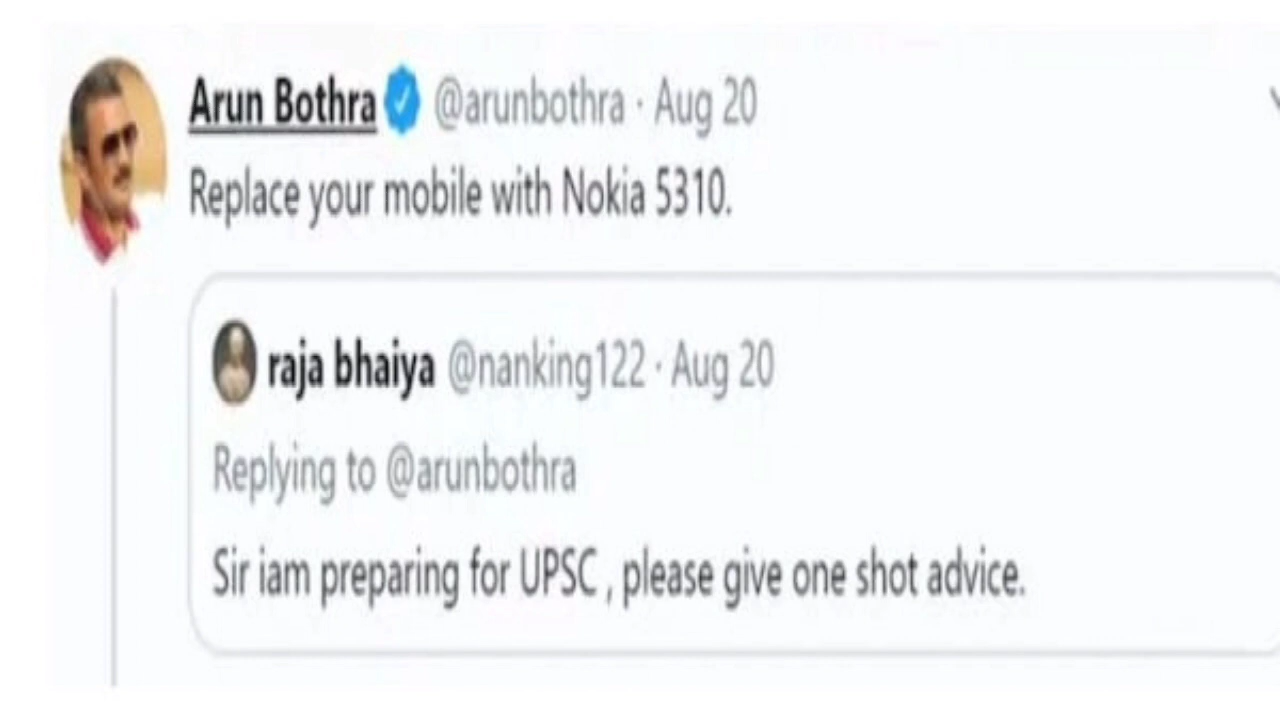 Arun Bothra @arunbothra · Aug 20
Replace your mobile with Nokia 5310.
raja bhaiya @nanking122 · Aug 20
Replying to @arunbothra
Sir iam preparing for UPSC , please give one shot advice.